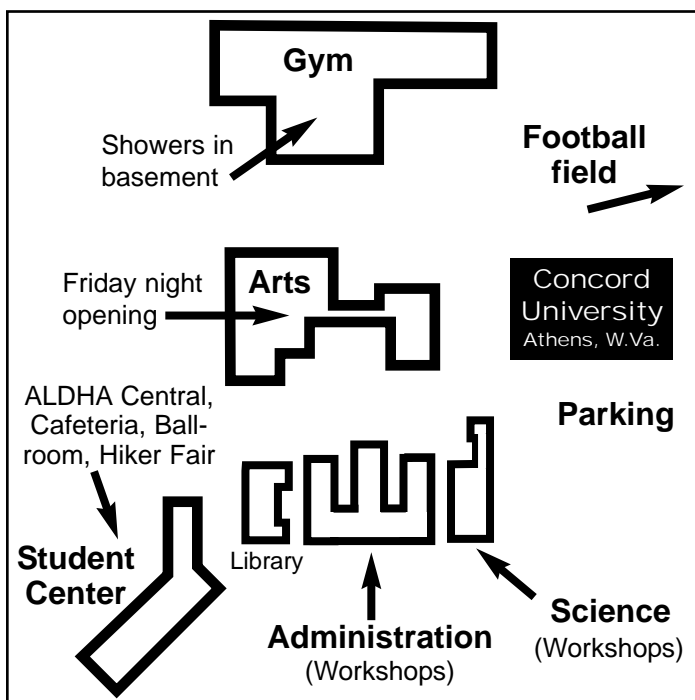 Gym
Showers in
basement
Football
field
Friday night
opening
Arts
Concord
University
Athens, W.Va.
ALDHA Central,
Cafeteria, Ball-
room, Hiker Fair
Parking
Student
Center
Library
Administration
(Workshops)
Science
(Workshops)